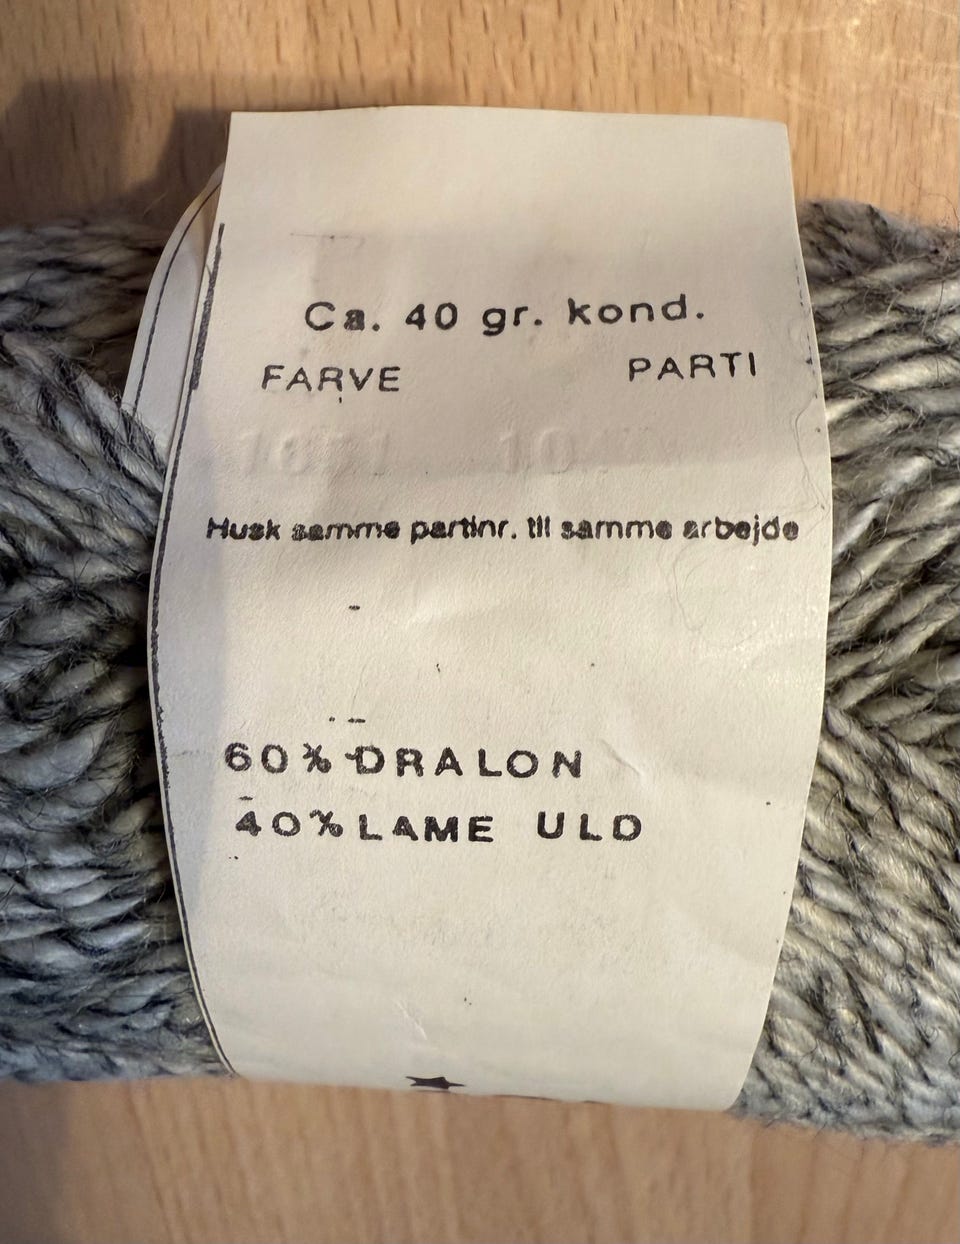 Ca. 40 gr. kond.
FARVE PARTI
Husk samme partinr. til samme arbejde
60% DRALON
40% LAME ULD